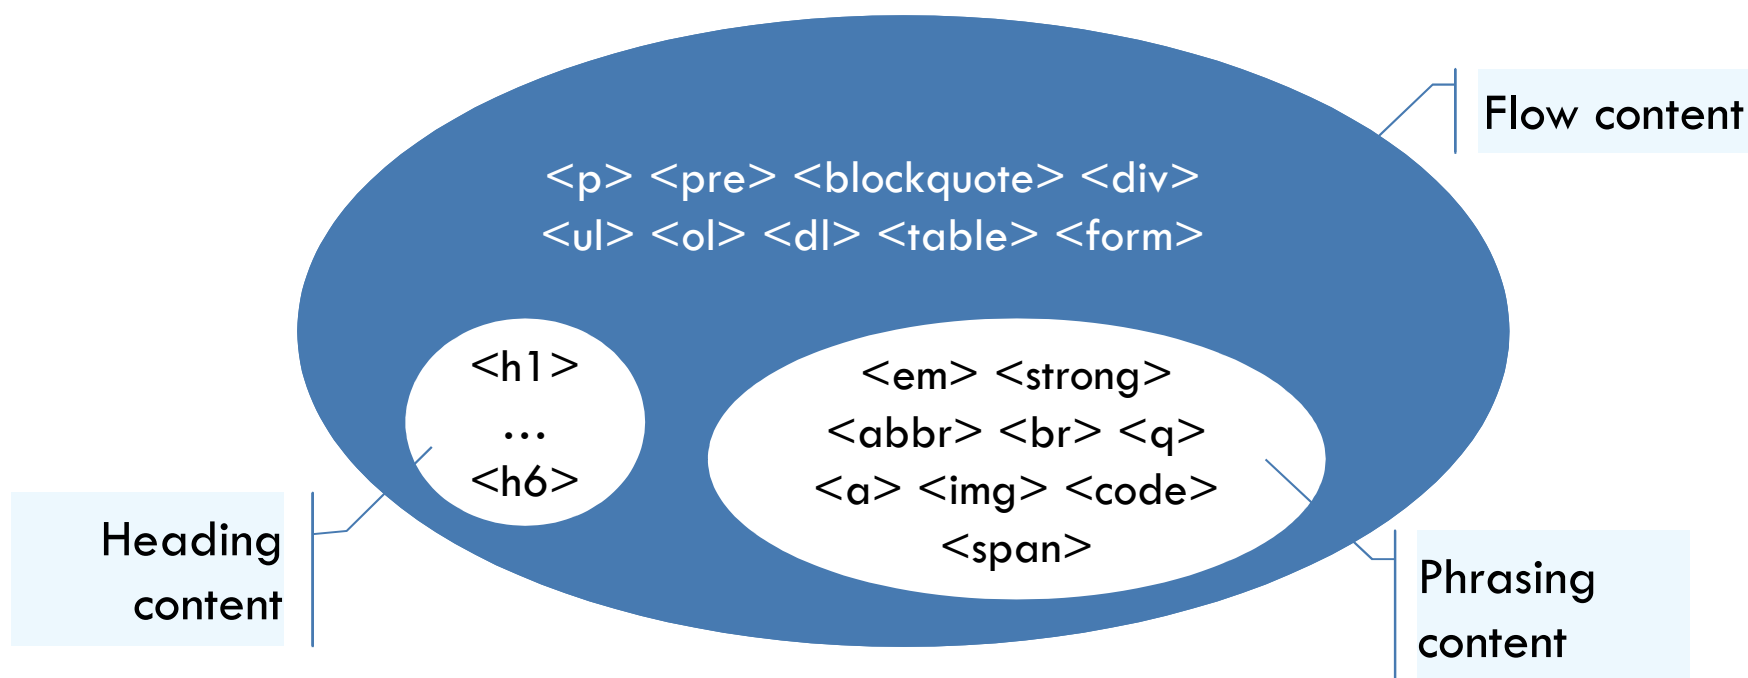 Flow content
<p> <pre> <blockquote> <div>
<ul> <ol> <dl> <table> <form>
<h1>
...
<h6>
<em> <strong>
<abbr> <br> <q>
<a> <img> <code>
<span>
Heading
content
Phrasing
content